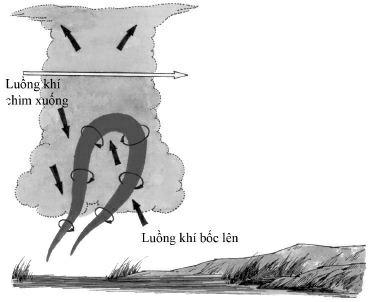 Luồng khí
chìm xuống
Luồng khí bốc lên